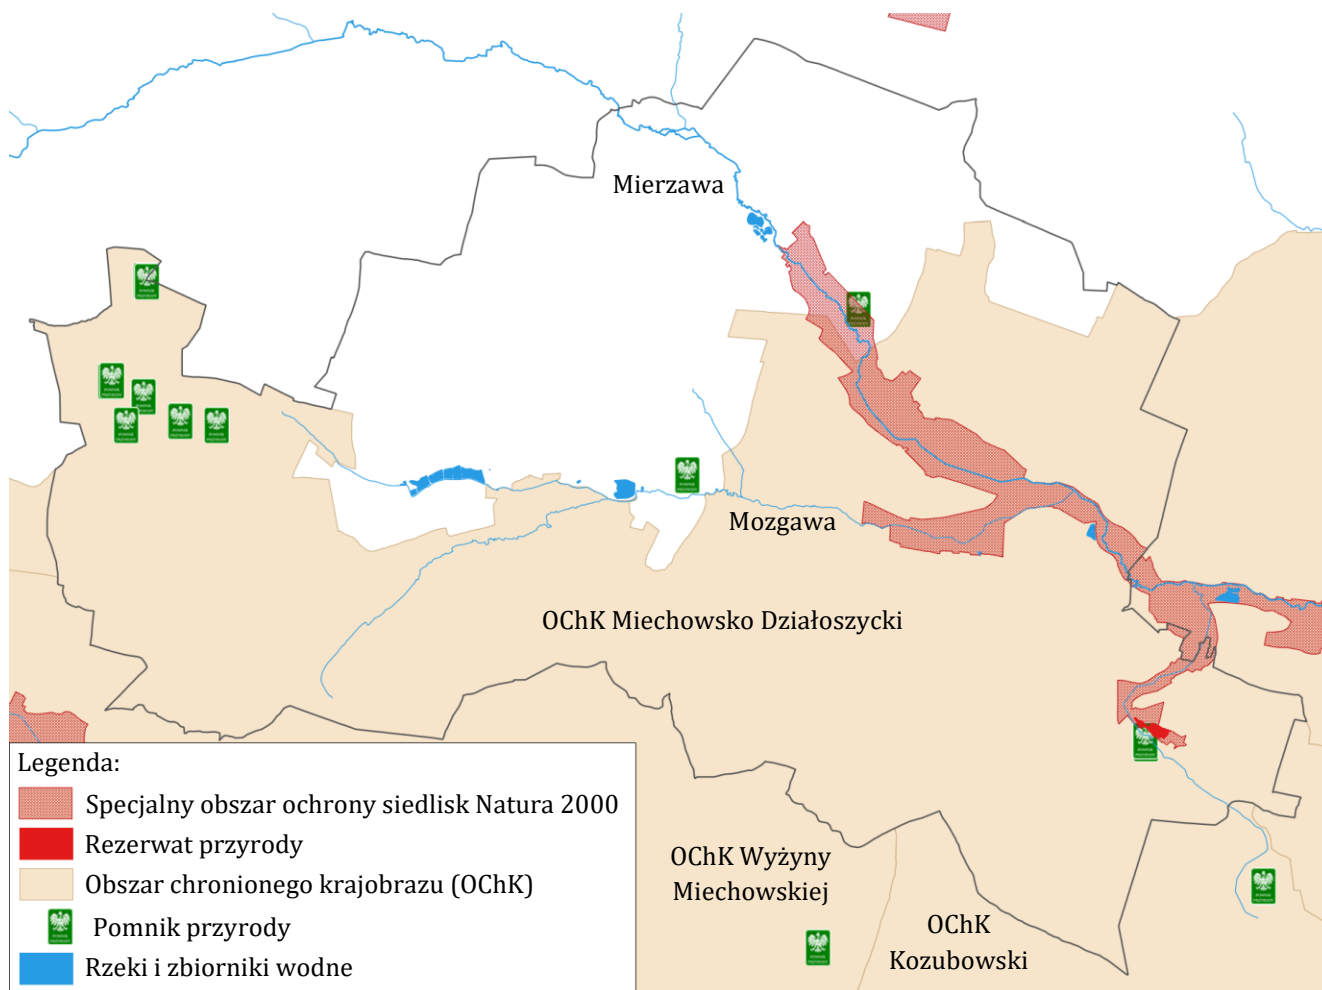 Mierzawa
Mozgawa
OChK Miechowsko Działoszycki
OChK Wyżyny
Miechowskiej
OChK
Kozubowski
Legenda:
Specjalny obszar ochrony siedlisk Natura 2000
Rezerwat przyrody
Obszar chronionego krajobrazu (OChK)
Pomnik przyrody
Rzeki i zbiorniki wodne